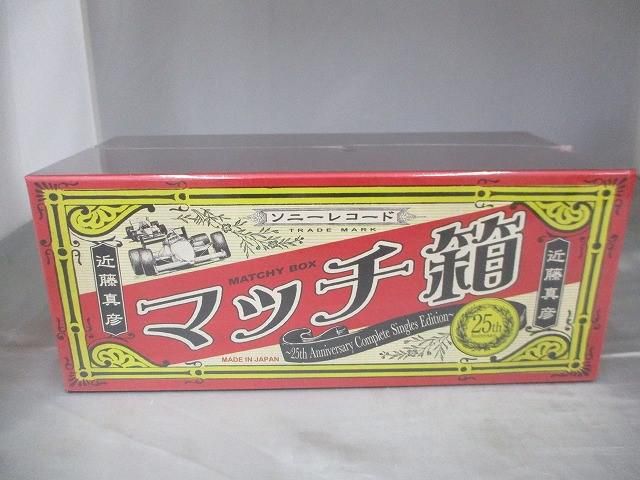 ソニーレコード
TRADE MARK
近藤真彦
MATCHY BOX
マッチ箱
近藤真彦
~25th Anniversary Complete Singles Edition~
25th
MADE IN JAPAN